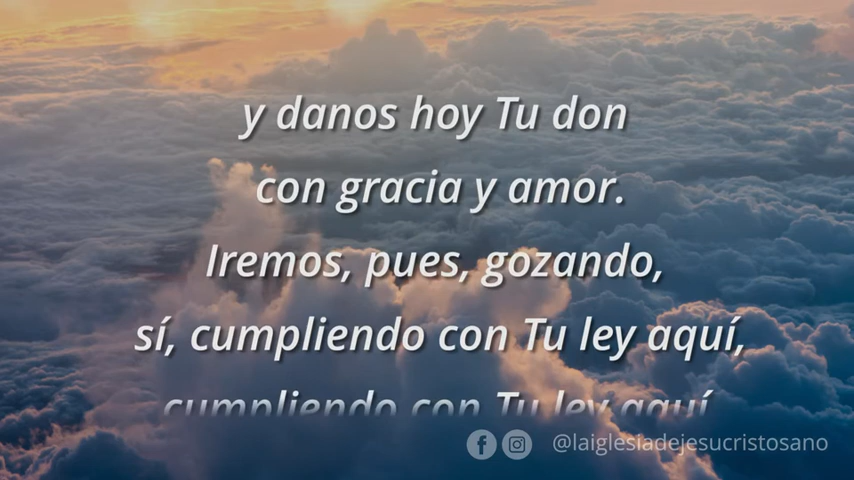 y danos hoy Tu don
con gracia y amor.
Iremos, pues, gozando,
sí, cumpliendo con Tu ley aquí,
cumpliendo con Tu ley aquí
@laiglesiadejesucristosano